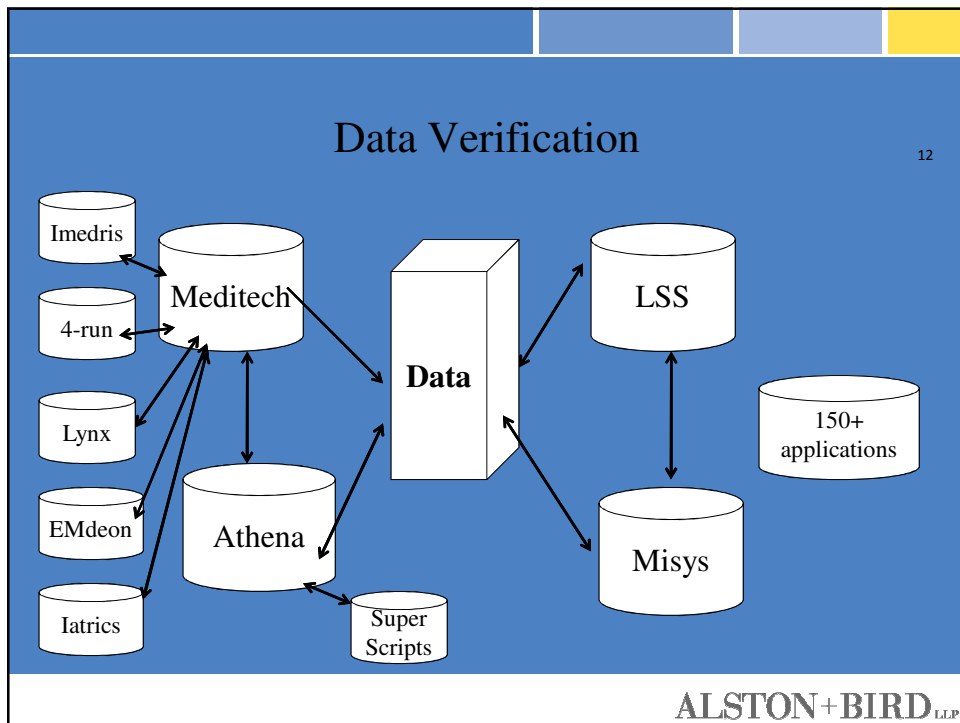 Data Verification
12
Imedris
Meditech
LSS
4-run
Data
Lynx
150+
applications
EMdeon
Athena
Misys
Iatrics
Super
Scripts
ALSTON+BIRD LLP